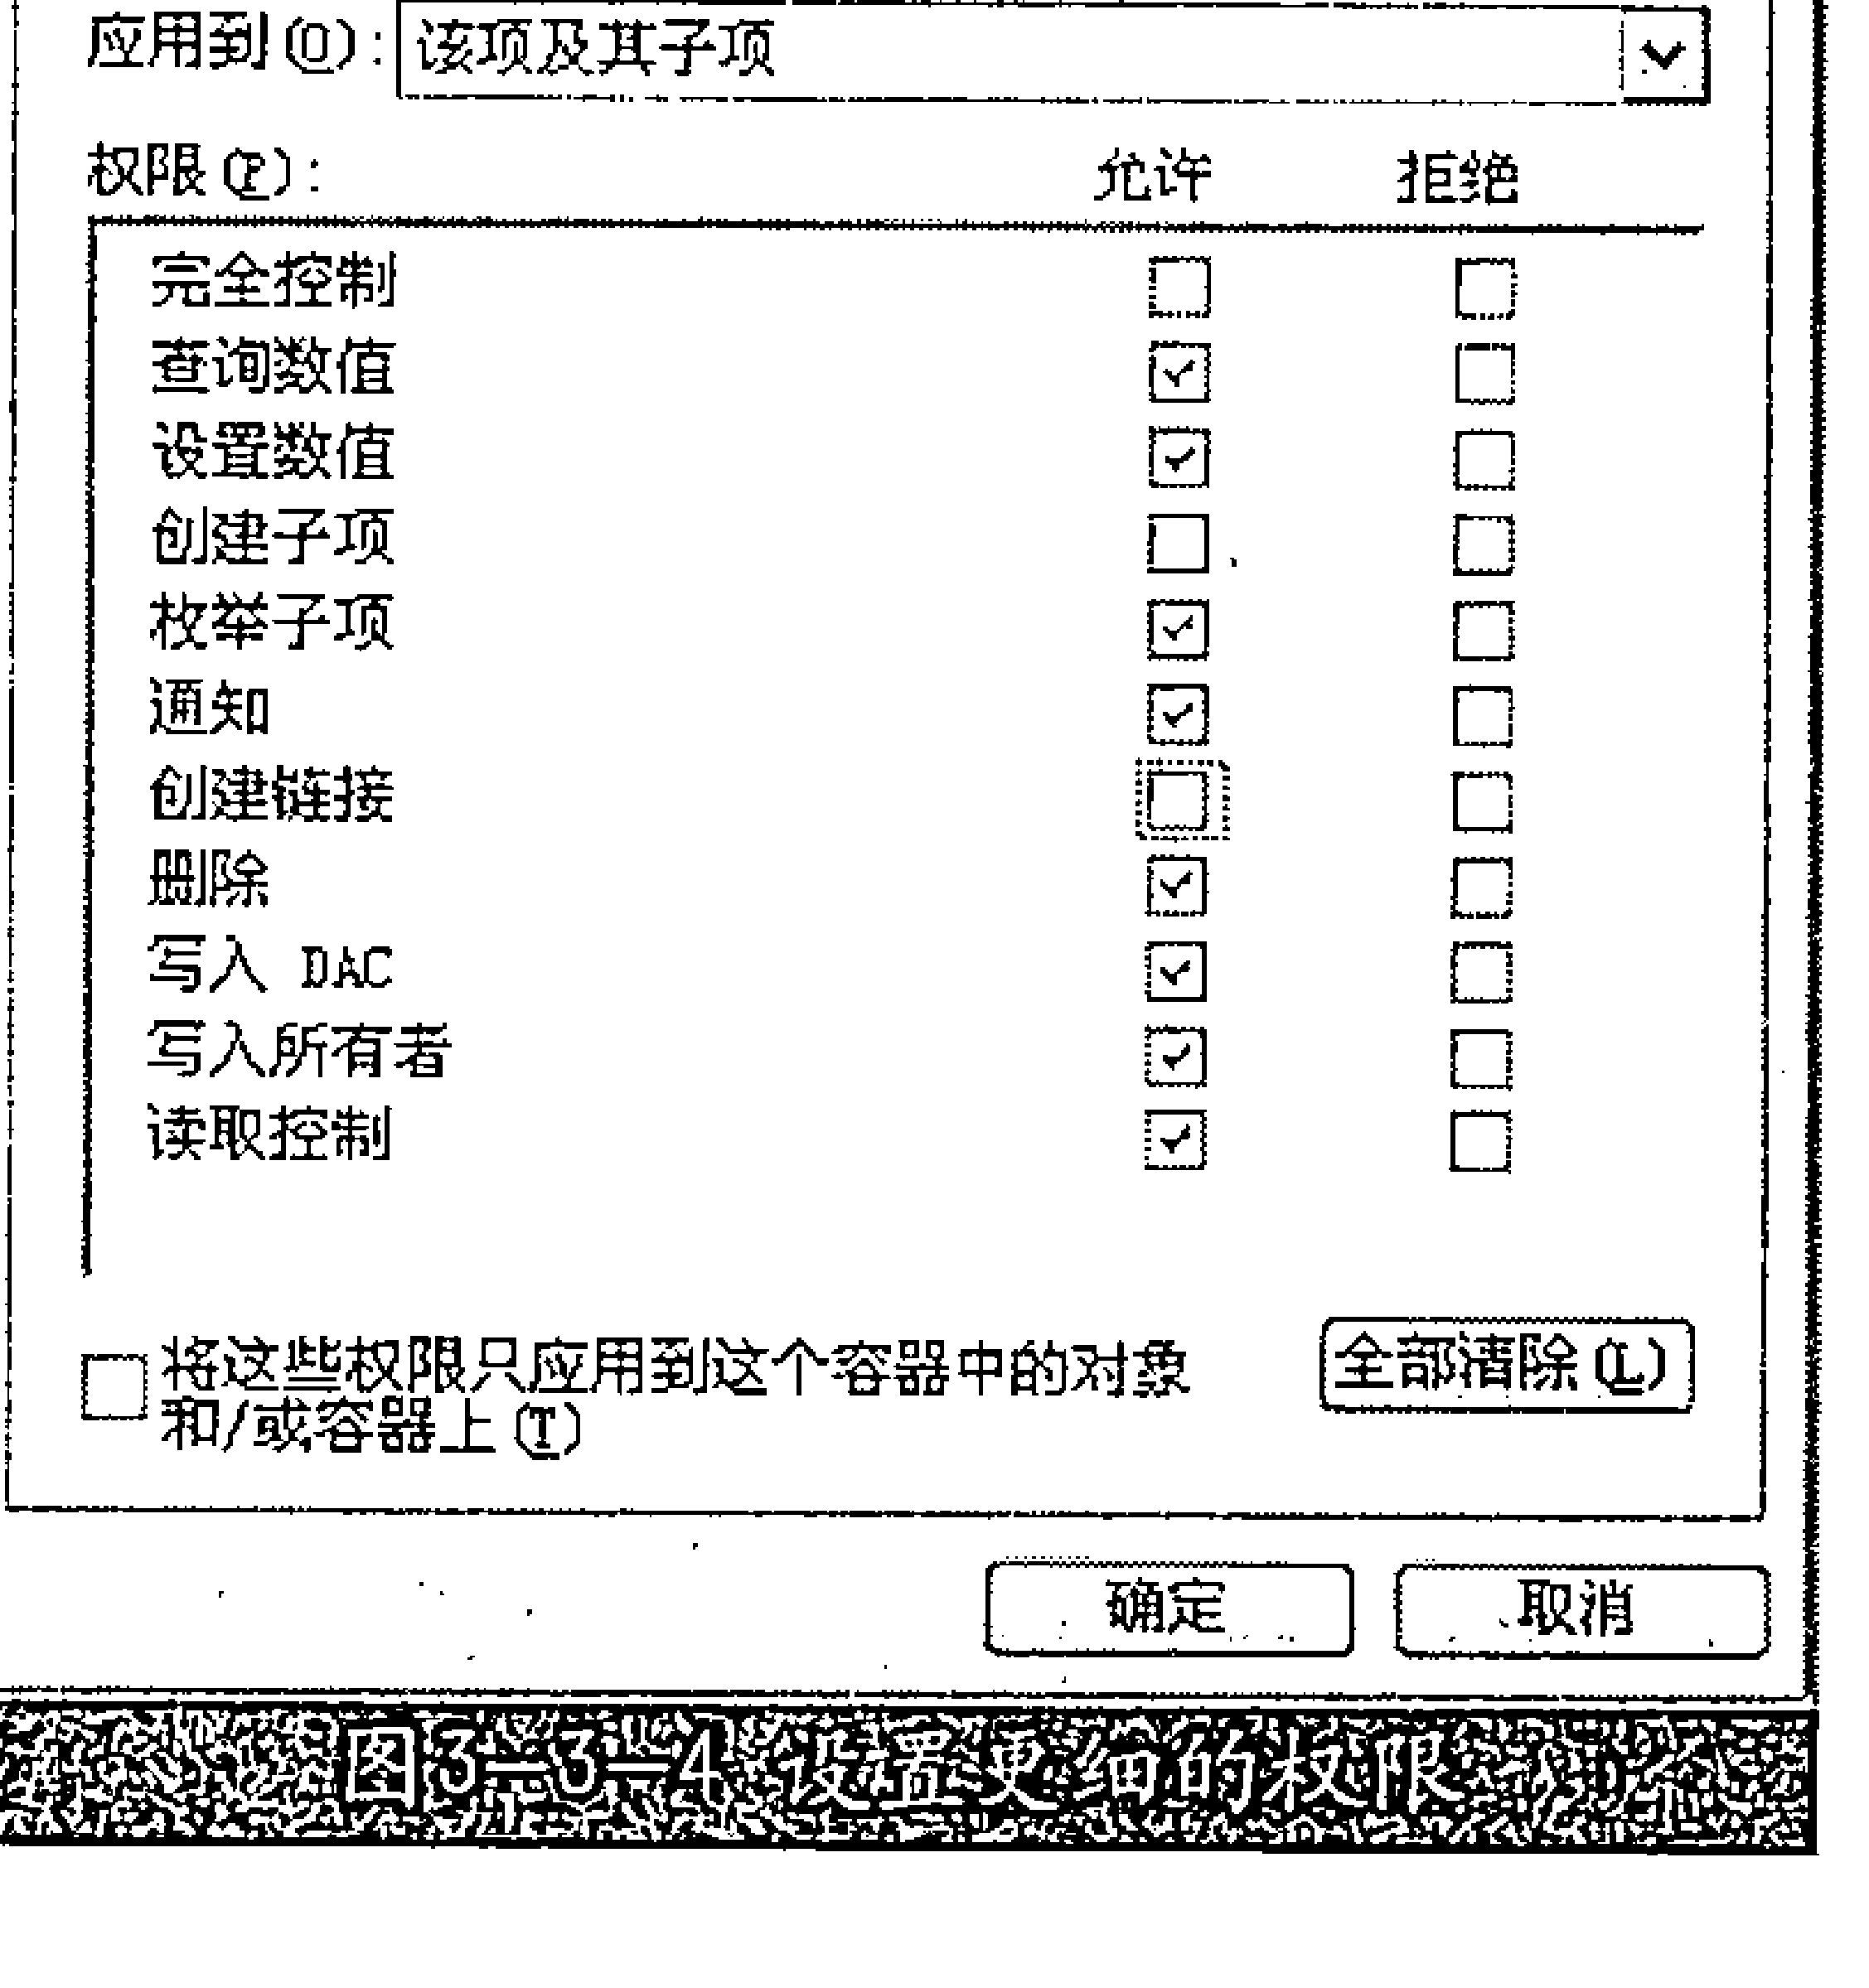 应用到(O): 该项及其子项
权限(P): 允许 拒绝
完全控制
查询数值
设置数值
创建子项
枚举子项
通知
创建链接
删除
写入 DAC
写入所有者
读取控制
将这些权限只应用到这个容器中的对象
和/或容器上(T)
全部清除(L)
确定 取消
图3-3-4 设置更细的权限